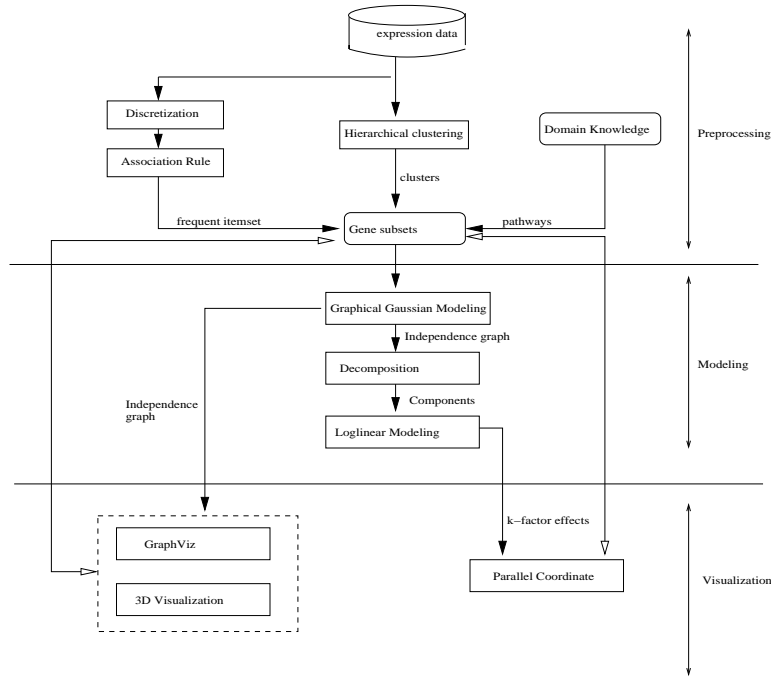 expression data
Discretization
Hierarchical clustering
Domain Knowledge
Preprocessing
Association Rule
clusters
frequent itemset
pathways
Gene subsets
Graphical Gaussian Modeling
Independence graph
Decomposition
Modeling
Components
Independence
graph
Loglinear Modeling
k−factor effects
GraphViz
Parallel Coordinate
Visualization
3D Visualization